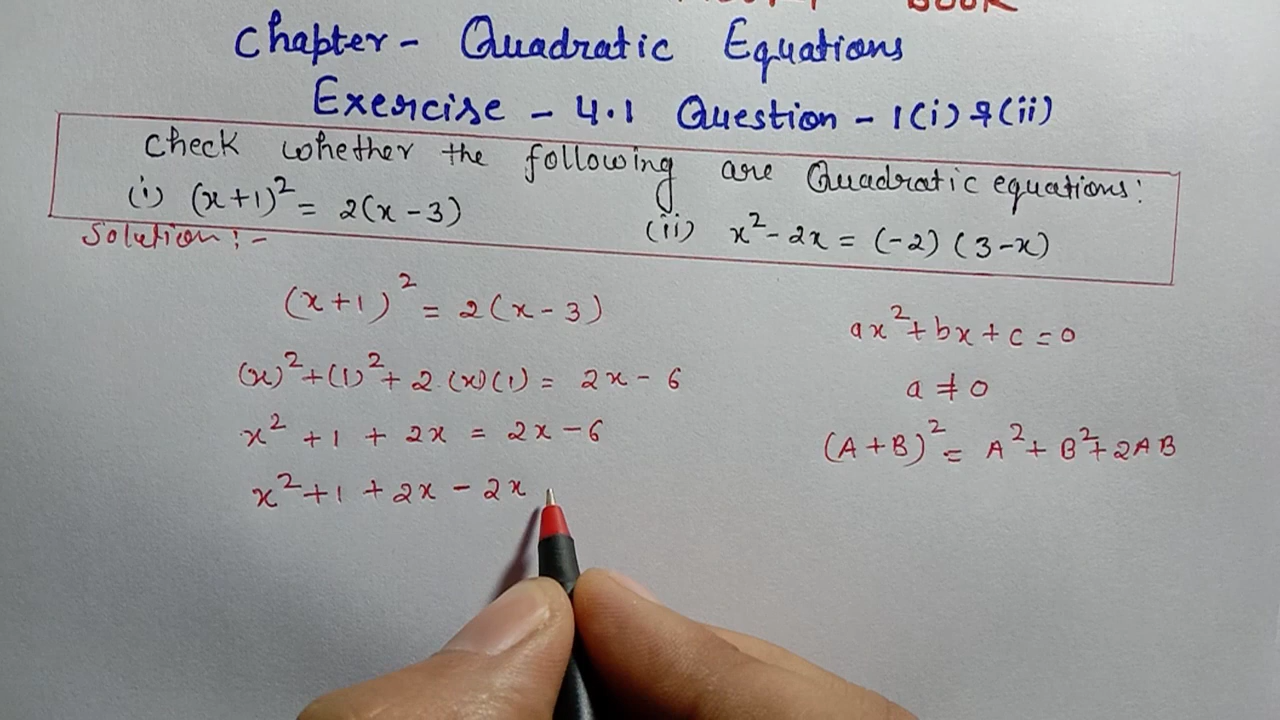 BOOK
Chapter - Quadratic Equations
Exercise - 4.1 Question - 1(i) & (ii)
Check whether the following are Quadratic equations:
(i) (x+1)² = 2(x-3)
(ii) x² - 2x = (-2) (3-x)
Solution :-
(x+1)² = 2(x-3)
(x)² + (1)² + 2.(x)(1) = 2x - 6
x² + 1 + 2x = 2x - 6
x² + 1 + 2x - 2x
ax² + bx + c = 0
a ≠ 0
(A+B)² = A² + B² + 2AB